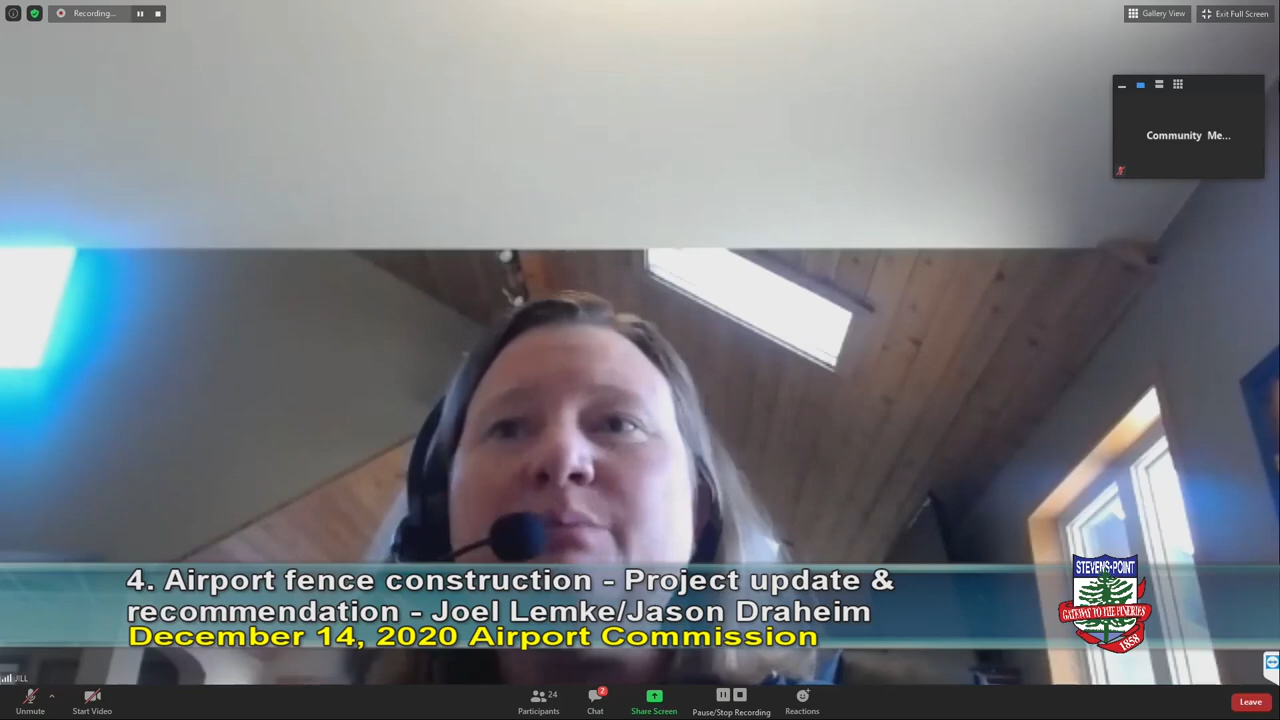 Recording...
Gallery View
Exit Full Screen
Community Me...
4. Airport fence construction - Project update &
recommendation - Joel Lemke/Jason Draheim
December 14, 2020 Airport Commission
STEVENS•POINT
GATEWAY TO THE PINERIES
1858
JILL
Unmute
Start Video
24
Participants
2
Chat
Share Screen
Pause/Stop Recording
Reactions
Leave